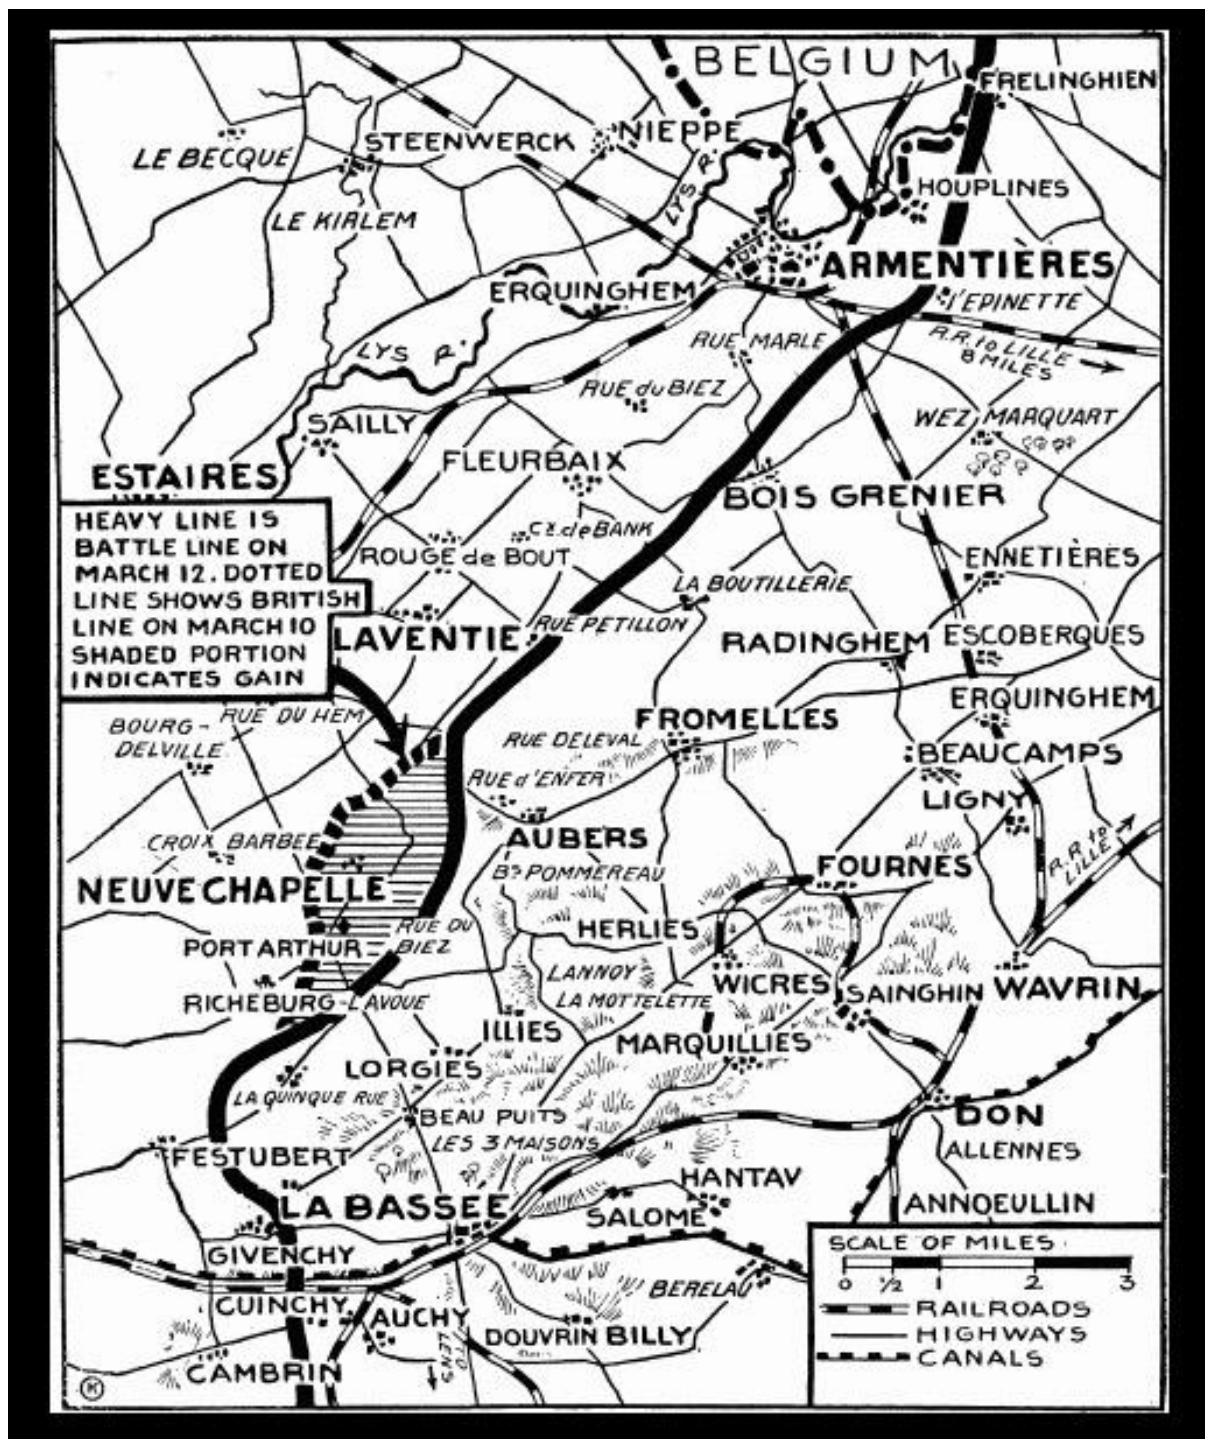 BELGIUM
FRELINGHIEN
STEENWERCK
NIEPPE
LE BECQUE
LYS R.
HOUPLINES
LE KIRLEM
ARMENTIÈRES
ERQUINGHEM
l'EPINETTE
RUE MARLE
R.R. to LILLE
8 MILES
LYS R.
RUE du BIEZ
WEZ MARQUART
SAILLY
FLEURBAIX
ESTAIRES
BOIS GRENIER
HEAVY LINE IS
BATTLE LINE ON
MARCH 12. DOTTED
LINE SHOWS BRITISH
LINE ON MARCH 10
SHADED PORTION
INDICATES GAIN
Cx. de BANK
ROUGE de BOUT
ENNETIÈRES
LA BOUTILLERIE
LAVENTIE
RUE PETILLON
RADINGHEM
ESCOBERQUES
ERQUINGHEM
RUE DU HEM
BOURG-
DELVILLE
FROMELLES
RUE DELEVAL
BEAUCAMPS
RUE d'ENFER
LIGNY
CROIX BARBEE
AUBERS
R.R. to
LILLE
FOURNES
Bs POMMEREAU
NEUVE CHAPELLE
RUE DU
BIEZ
HERLIES
PORT ARTHUR
LANNOY
WICRES
SAINGHIN
WAVRIN
RICHEBURG-LAVOUE
LA MOTTELETTE
ILLIES
MARQUILLIES
LORGIES
LA QUINQUE RUE
BEAU PUITS
DON
LES 3 MAISONS
ALLENNES
FESTUBERT
HANTAV
LA BASSEE
SALOME
ANNOEULLIN
GIVENCHY
BERELAU
CUINCHY
AUCHY
DOUVRIN
BILLY
TO
LENS
CAMBRIN
SCALE OF MILES
0 ½ 1 2 3
RAILROADS
HIGHWAYS
CANALS
K